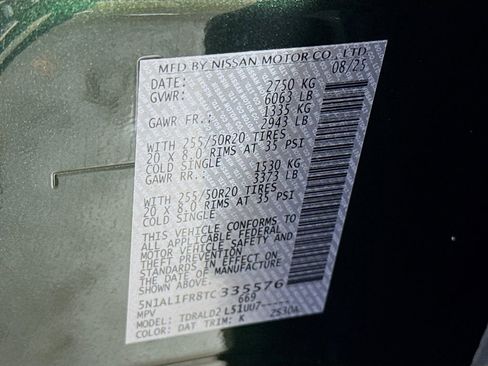 MFD BY NISSAN MOTOR CO., LTD.
DATE: 08/25
GVWR: 2750 KG
6063 LB
GAWR FR.: 1335 KG
2943 LB
WITH 255/50R20 TIRES
20 X 8.0 RIMS AT 35 PSI
COLD SINGLE
GAWR RR.: 1530 KG
3373 LB
WITH 255/50R20 TIRES
20 X 8.0 RIMS AT 35 PSI
COLD SINGLE
THIS VEHICLE CONFORMS TO
ALL APPLICABLE FEDERAL
MOTOR VEHICLE SAFETY AND
THEFT PREVENTION
STANDARDS IN EFFECT ON
THE DATE OF MANUFACTURE
SHOWN ABOVE.
5N1AL1FR8TC335576
MPV 669
MODEL: TDRALD2 L51UU7-----
COLOR: DAT TRIM: K ZS30A